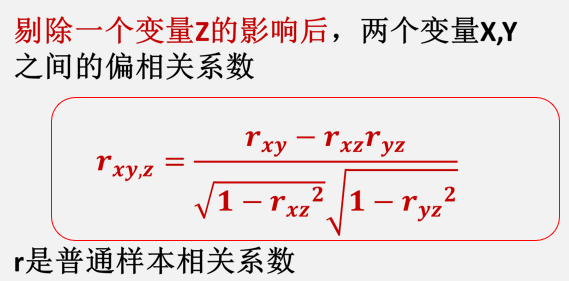 剔除一个变量Z的影响后，两个变量X,Y
之间的偏相关系数
r_{xy,z} = \frac{r_{xy} - r_{xz}r_{yz}}{\sqrt{1 - r_{xz}^2}\sqrt{1 - r_{yz}^2}}
r是普通样本相关系数